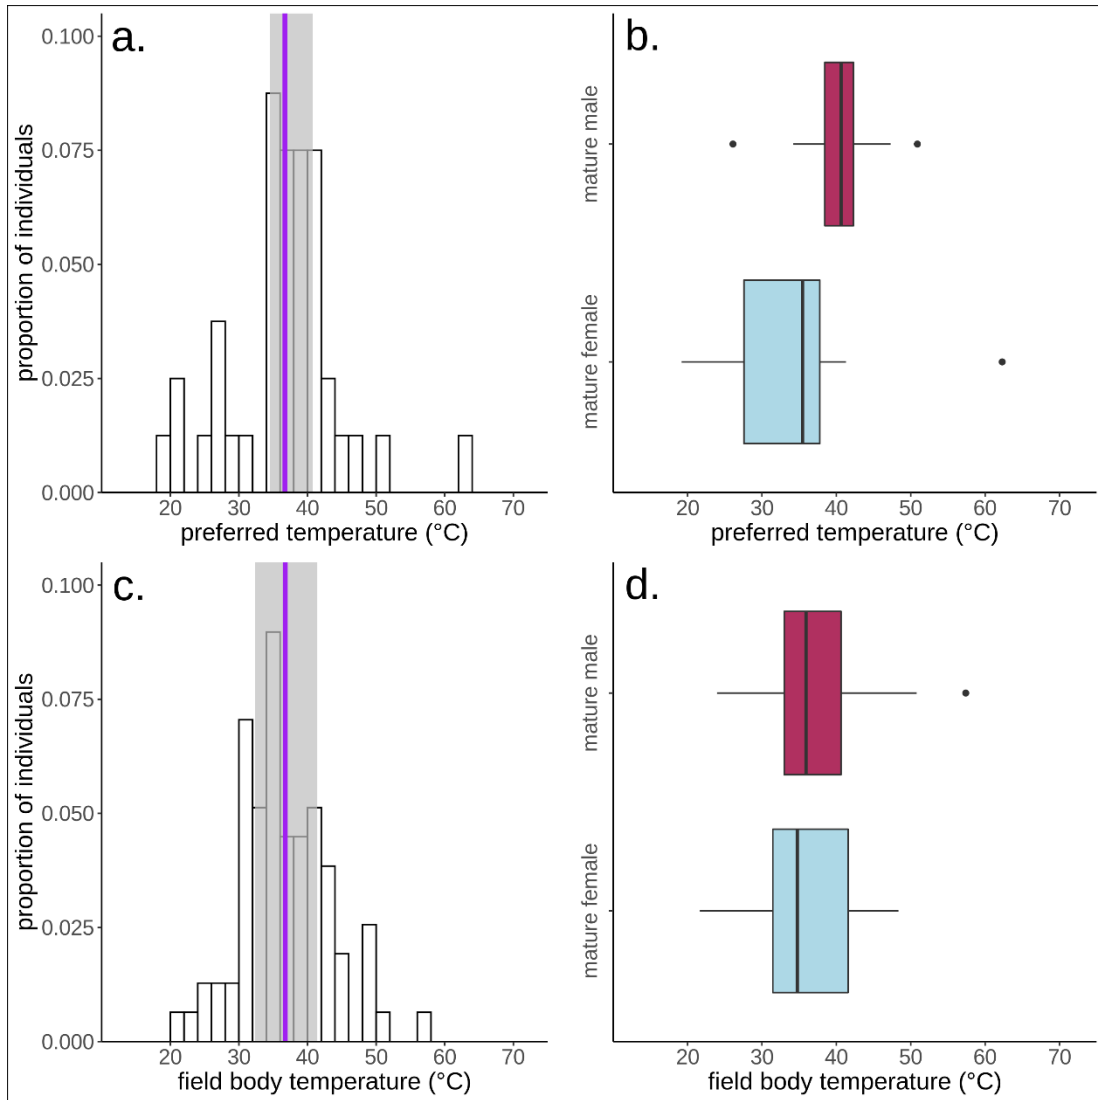 a.
proportion of individuals
0.100
0.075
0.050
0.025
0.000
20 30 40 50 60 70
preferred temperature (°C)
b.
mature male
mature female
20 30 40 50 60 70
preferred temperature (°C)
c.
proportion of individuals
0.100
0.075
0.050
0.025
0.000
20 30 40 50 60 70
field body temperature (°C)
d.
mature male
mature female
20 30 40 50 60 70
field body temperature (°C)